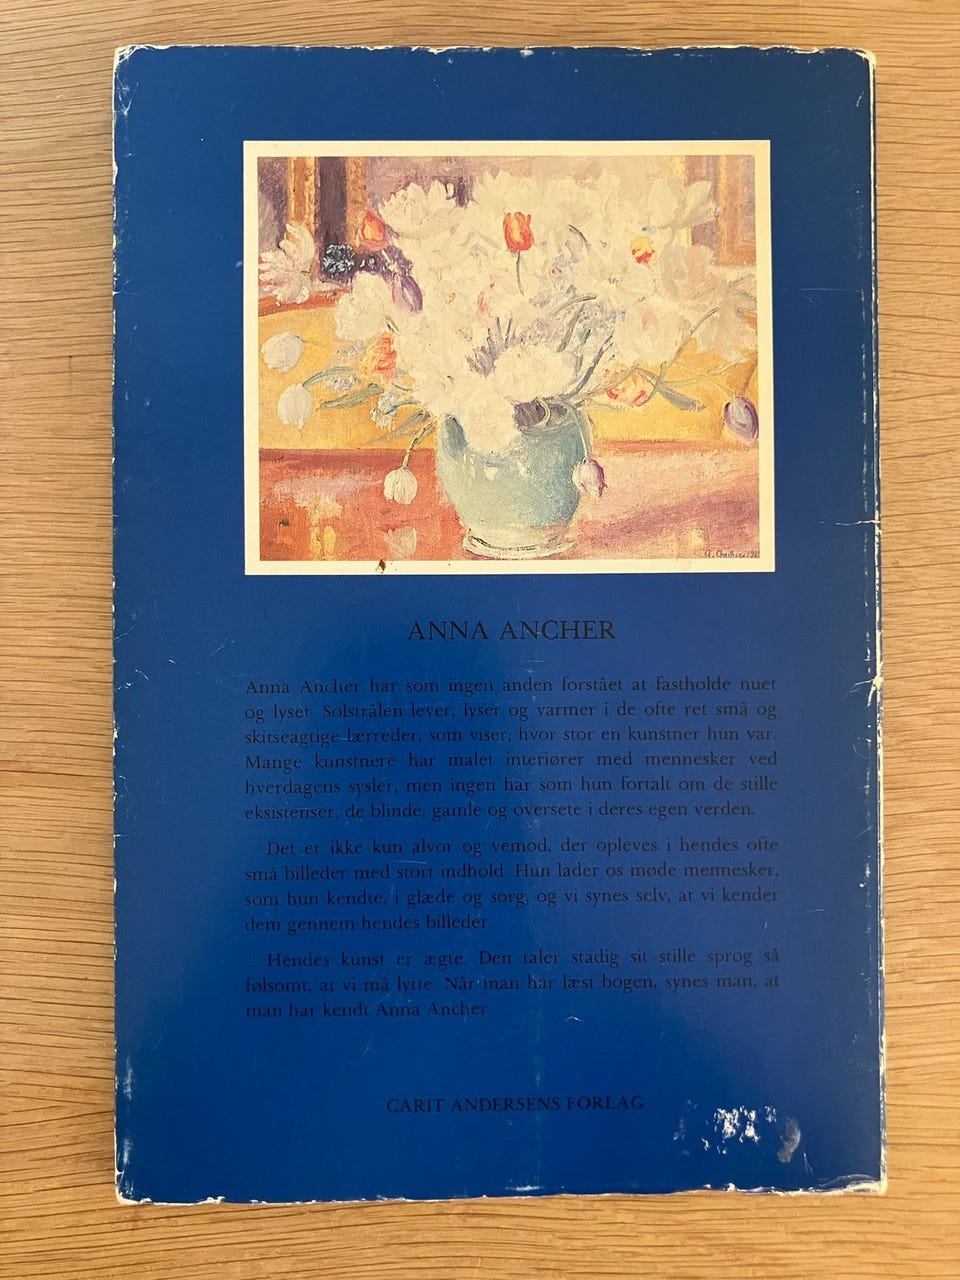 ANNA ANCHER
Anna Ancher har som ingen anden forstået at fastholde nuet
og lyset. Solstrålen lever, lyser og varmer i de ofte ret små og
skitseagtige lærreder, som viser, hvor stor en kunstner hun var.
Mange kunstnere har malet interiører med mennesker ved
hverdagens sysler, men ingen har som hun fortalt om de stille
eksistenser, de blinde, gamle og oversete i deres egen verden.
Det er ikke kun alvor og vemod, der opleves i hendes ofte
små billeder med stort indhold. Hun lader os møde mennesker,
som hun kendte, i glæde og sorg, og vi synes selv, at vi kender
dem gennem hendes billeder.
Hendes kunst er ægte. Den taler stadig sit stille sprog så
følsomt, at vi må lytte. Når man har læst bogen, synes man, at
man har kendt Anna Ancher.
CARIT ANDERSENS FORLAG